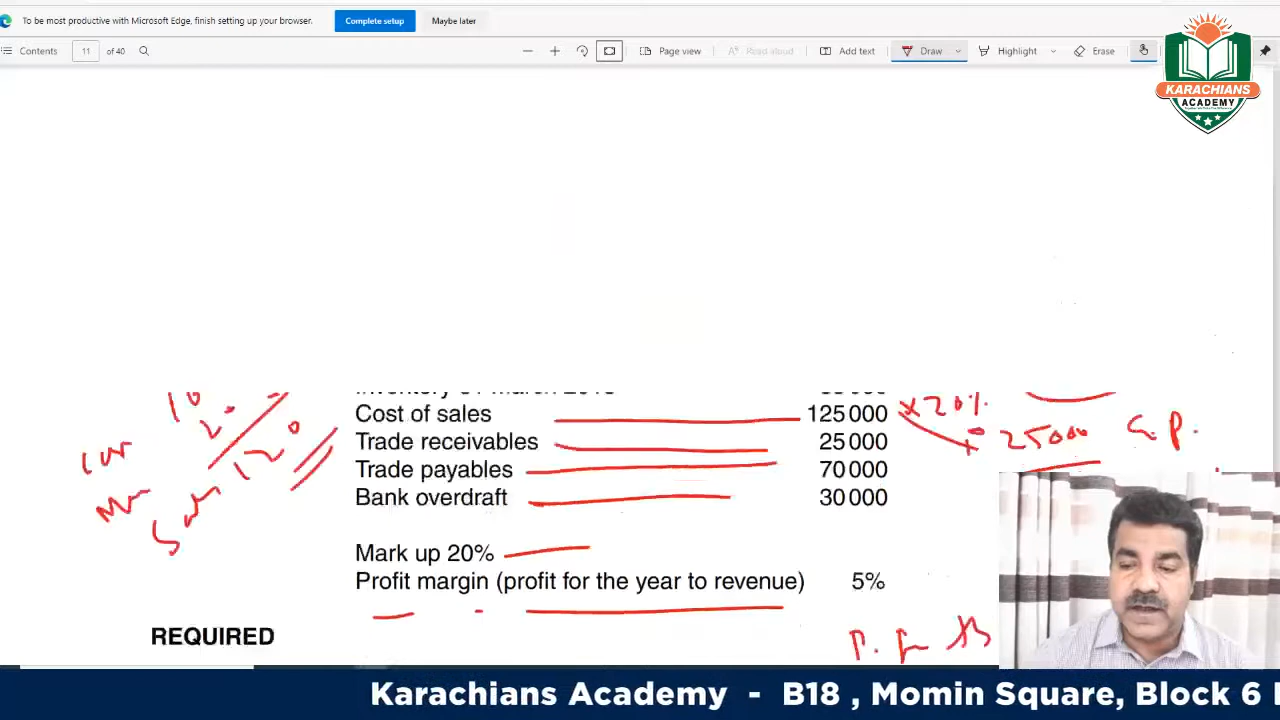 To be most productive with Microsoft Edge, finish setting up your browser.
Complete setup
Maybe later
Contents
11
of 40
Page view
Read aloud
Add text
Draw
Highlight
Erase
KARACHIANS
ACADEMY
Cost of sales 125 000
Trade receivables 25 000
Trade payables 70 000
Bank overdraft 30 000
x 20%
25000 G.P.
120
Mark up 20%
Profit margin (profit for the year to revenue) 5%
REQUIRED
Karachians Academy - B18 , Momin Square, Block 6